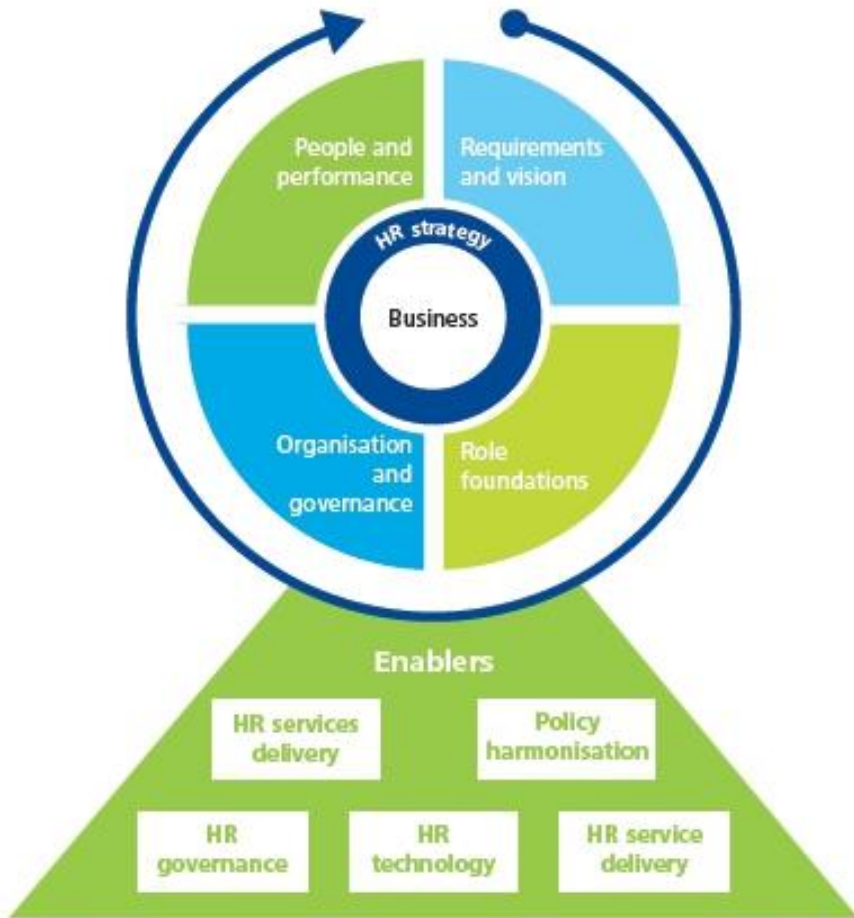 People and
performance
Requirements
and vision
HR strategy
Business
Organisation
and
governance
Role
foundations
Enablers
HR services
delivery
Policy
harmonisation
HR
governance
HR
technology
HR service
delivery